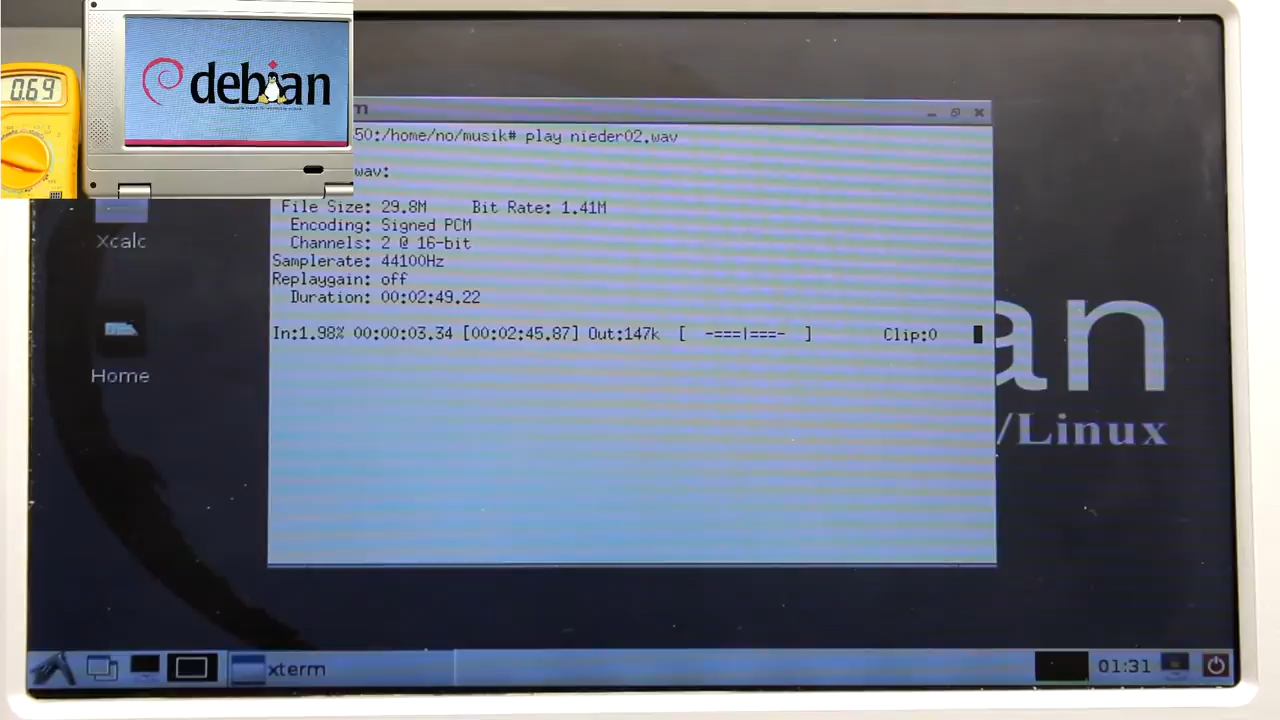 0.69
debian
50:/home/no/musik# play nieder02.wav
wav:
File Size: 29.8M Bit Rate: 1.41M
Encoding: Signed PCM
Channels: 2 @ 16-bit
Samplerate: 44100Hz
Replaygain: off
Duration: 00:02:49.22
In:1.98% 00:00:03.34 [00:02:45.87] Out:147k [ -===|===- ] Clip:0
Xcalc
Home
an
/Linux
xterm
01:31